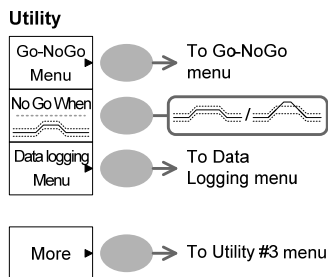 Utility
Go-NoGo
Menu
To Go-NoGo
menu
No Go When
/
Data logging
Menu
To Data
Logging menu
More
To Utility #3 menu